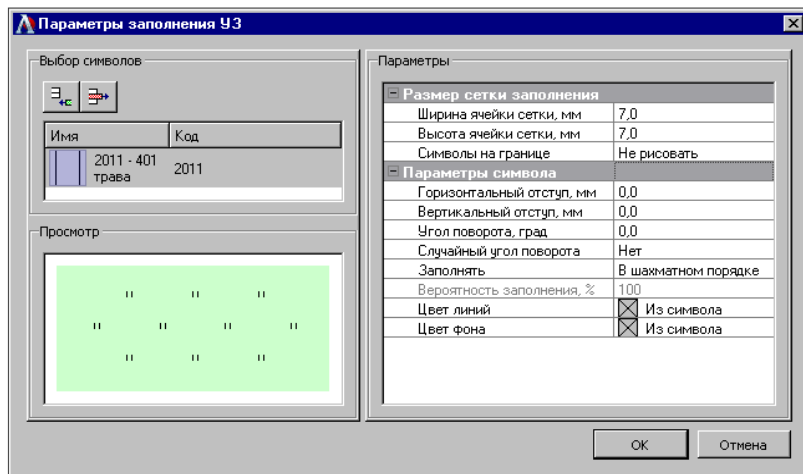 Параметры заполнения УЗ
Выбор символов
Имя Код
2011 - 401 трава 2011
Просмотр
Параметры
Размер сетки заполнения
Ширина ячейки сетки, мм 7,0
Высота ячейки сетки, мм 7,0
Символы на границе Не рисовать
Параметры символа
Горизонтальный отступ, мм 0,0
Вертикальный отступ, мм 0,0
Угол поворота, град 0,0
Случайный угол поворота Нет
Заполнять В шахматном порядке
Вероятность заполнения, % 100
Цвет линий Из символа
Цвет фона Из символа
OK Отмена